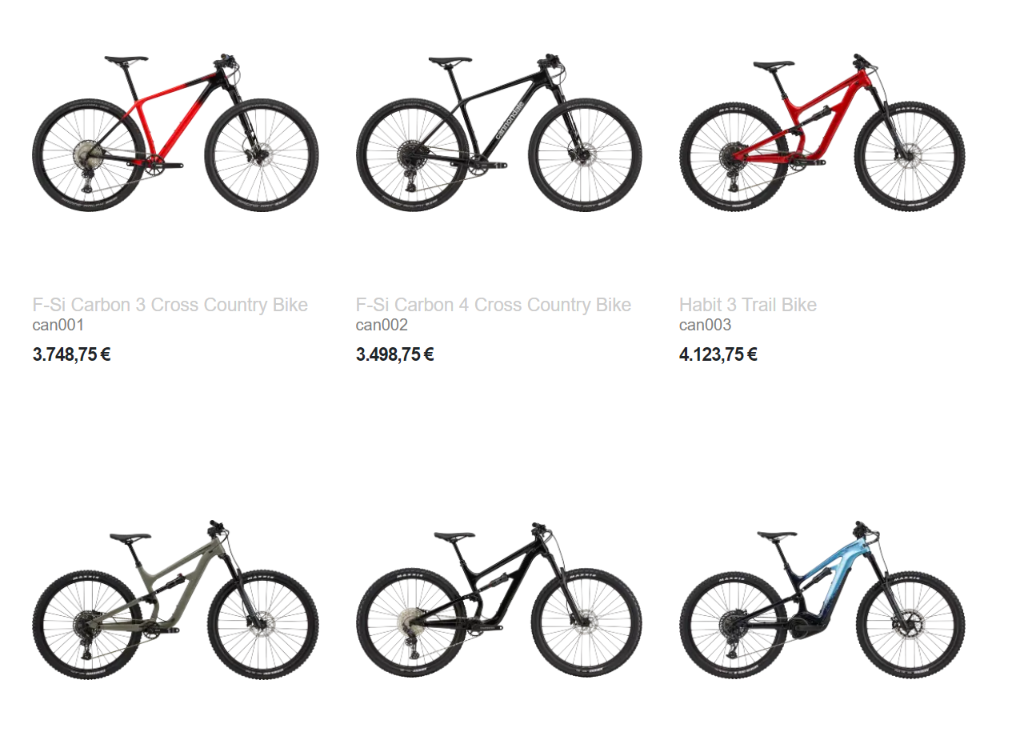 cannondale
F-Si Carbon 3 Cross Country Bike
F-Si Carbon 4 Cross Country Bike
Habit 3 Trail Bike
can001
can002
can003
3.748,75 €
3.498,75 €
4.123,75 €